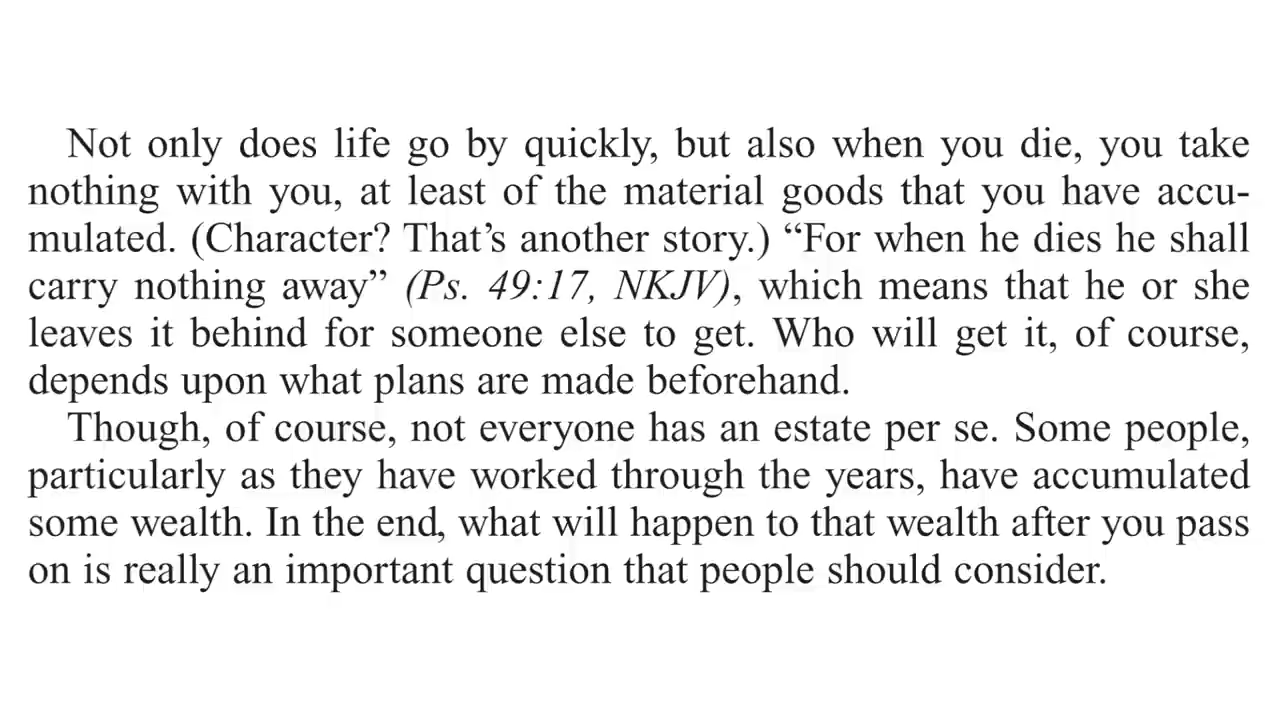 Not only does life go by quickly, but also when you die, you take
nothing with you, at least of the material goods that you have accu-
mulated. (Character? That’s another story.) “For when he dies he shall
carry nothing away” (Ps. 49:17, NKJV), which means that he or she
leaves it behind for someone else to get. Who will get it, of course,
depends upon what plans are made beforehand.
Though, of course, not everyone has an estate per se. Some people,
particularly as they have worked through the years, have accumulated
some wealth. In the end, what will happen to that wealth after you pass
on is really an important question that people should consider.